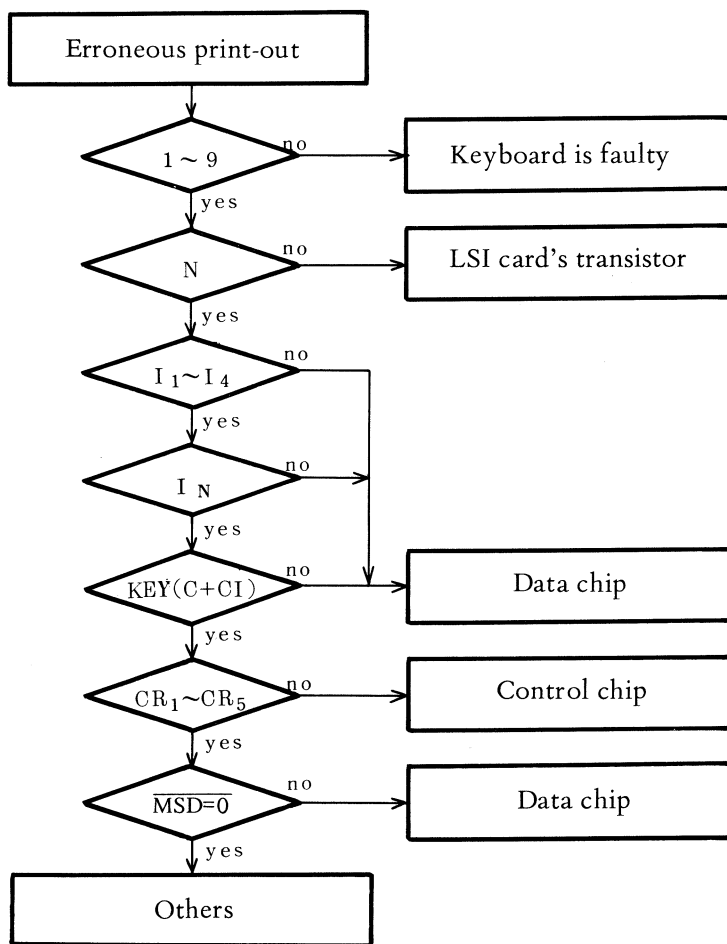 Erroneous print-out
1 ~ 9
no
Keyboard is faulty
yes
N
no
LSI card's transistor
yes
I₁~I₄
no
yes
I N
no
yes
KEY(C+CI)
no
Data chip
yes
CR₁~CR₅
no
Control chip
yes
M̅S̅D̅=̅0̅
no
Data chip
yes
Others